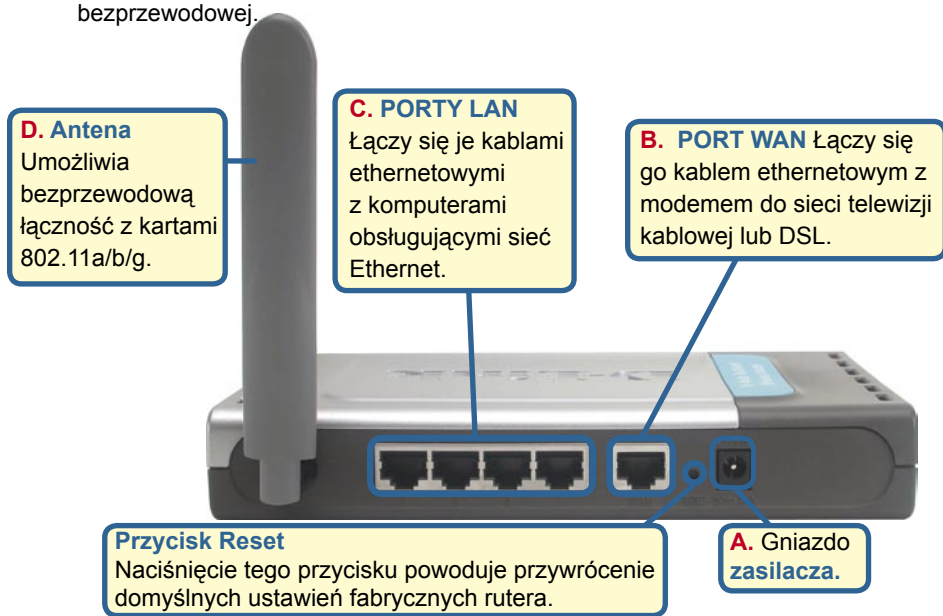 bezprzewodowej.
D. Antena
Umożliwia
bezprzewodową
łączność z kartami
802.11a/b/g.
C. PORTY LAN
Łączy się je kablami
ethernetowymi
z komputerami
obsługującymi sieć
Ethernet.
B. PORT WAN Łączy się
go kablem ethernetowym z
modemem do sieci telewizji
kablowej lub DSL.
Przycisk Reset
Naciśnięcie tego przycisku powoduje przywrócenie
domyślnych ustawień fabrycznych rutera.
A. Gniazdo
zasilacza.